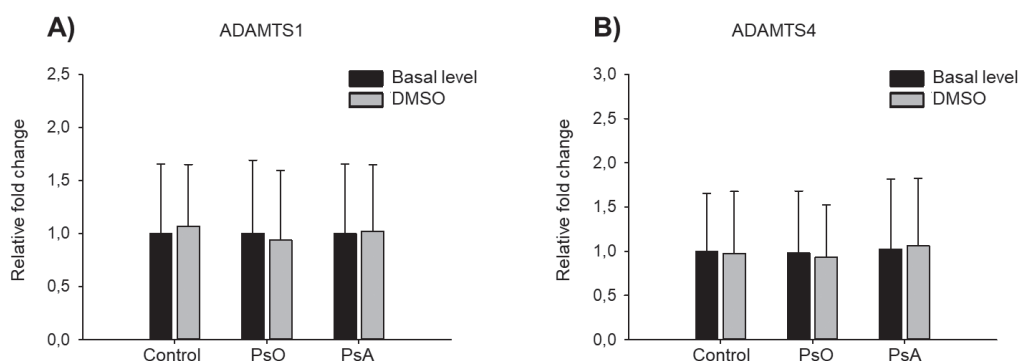 A)
ADAMTS1
Basal level
DMSO
Relative fold change
2,5
2,0
1,5
1,0
0,5
0,0
Control PsO PsA
B)
ADAMTS4
Basal level
DMSO
Relative fold change
3,0
2,5
2,0
1,5
1,0
0,5
0,0
Control PsO PsA